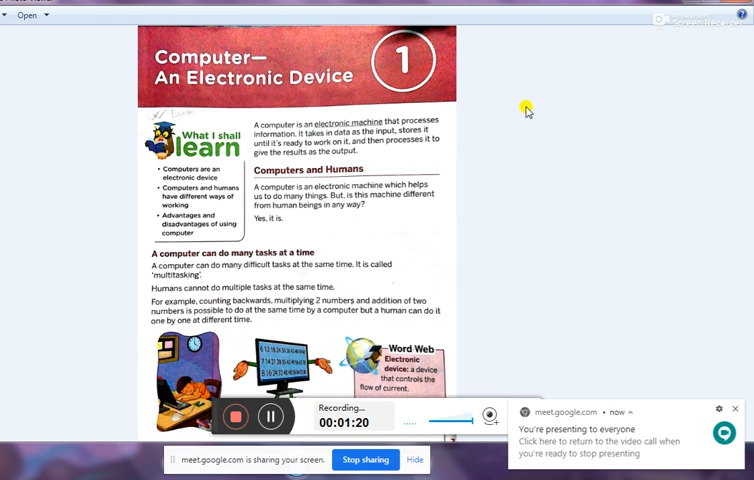 Open
Computer—
An Electronic Device
1
What I shall
learn
• Computers are an
electronic device
• Computers and humans
have different ways of
working
• Advantages and
disadvantages of using
computer
A computer is an electronic machine that processes
information. It takes in data as the input, stores it
until it's ready to work on it, and then processes it to
give the results as the output.
Computers and Humans
A computer is an electronic machine which helps
us to do many things. But, is this machine different
from human beings in any way?
Yes, it is.
A computer can do many tasks at a time
A computer can do many difficult tasks at the same time. It is called
'multitasking'.
Humans cannot do multiple tasks at the same time.
For example, counting backwards, multiplying 2 numbers and addition of two
numbers is possible to do at the same time by a computer but a human can do it
one by one at different time.
Word Web
Electronic
device: a device
that controls the
flow of current.
Recording...
00:01:20
meet.google.com • now
You're presenting to everyone
Click here to return to the video call when
you're ready to stop presenting
meet.google.com is sharing your screen.
Stop sharing
Hide